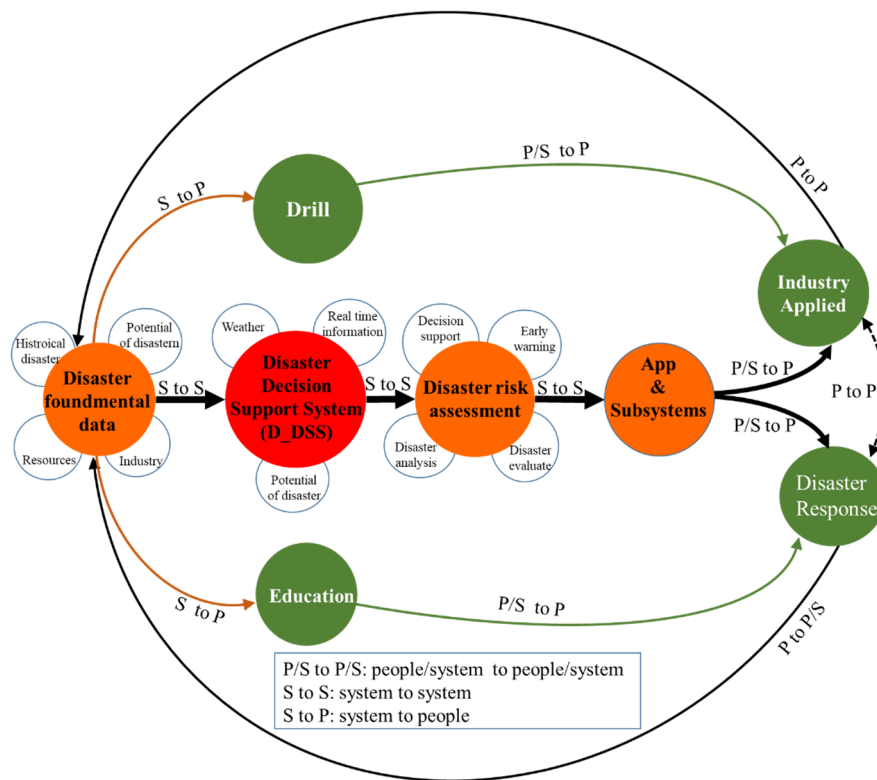 P/S to P
P to P
S to P
Drill
Industry
Applied
Histroical
disaster
Potential
of disastern
Weather
Real time
information
Decision
support
Early
warning
Disaster
foundmental
data
S to S
Disaster
Decision
Support System
(D_DSS)
S to S
Disaster risk
assessment
S to S
App
&
Subsystems
P/S to P
P/S to P
P to P
Resources
Industry
Potential
of disaster
Disaster
analysis
Disaster
evaluate
Disaster
Response
S to P
Education
P/S to P
P to P/S
P/S to P/S: people/system to people/system
S to S: system to system
S to P: system to people